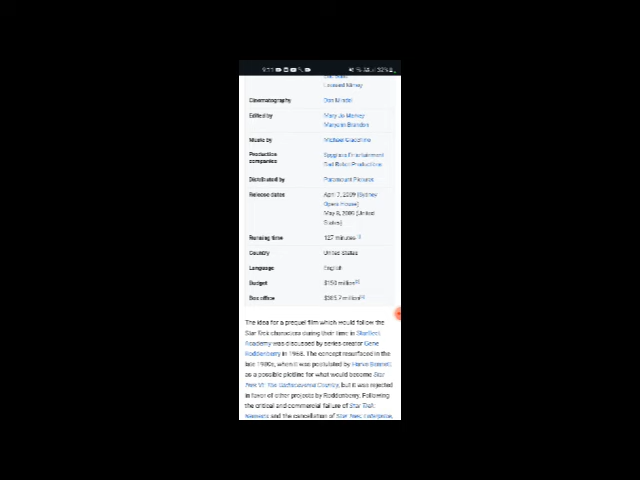 Leonard Nimoy
Cinematography
Dan Mindel
Edited by
Mary Jo Markey
Maryann Brandon
Music by
Michael Giacchino
Production
companies
Spyglass Entertainment
Bad Robot Productions
Distributed by
Paramount Pictures
Release dates
April 7, 2009 (Sydney
Opera House)
May 8, 2009 (United
States)
Running time
127 minutes
Country
United States
Language
English
Budget
$150 million
Box office
$385.7 million
The idea for a prequel film which would follow the
Star Trek characters during their time in Starfleet
Academy was discussed by series creator Gene
Roddenberry in 1968. The concept resurfaced in the
late 1980s, when it was postulated by Harve Bennett
as a possible plotline for what would become Star
Trek VI: The Undiscovered Country, but it was rejected
in favor of other projects by Roddenberry. Following
the critical and commercial failure of Star Trek:
Nemesis and the cancellation of Star Trek: Enterprise,